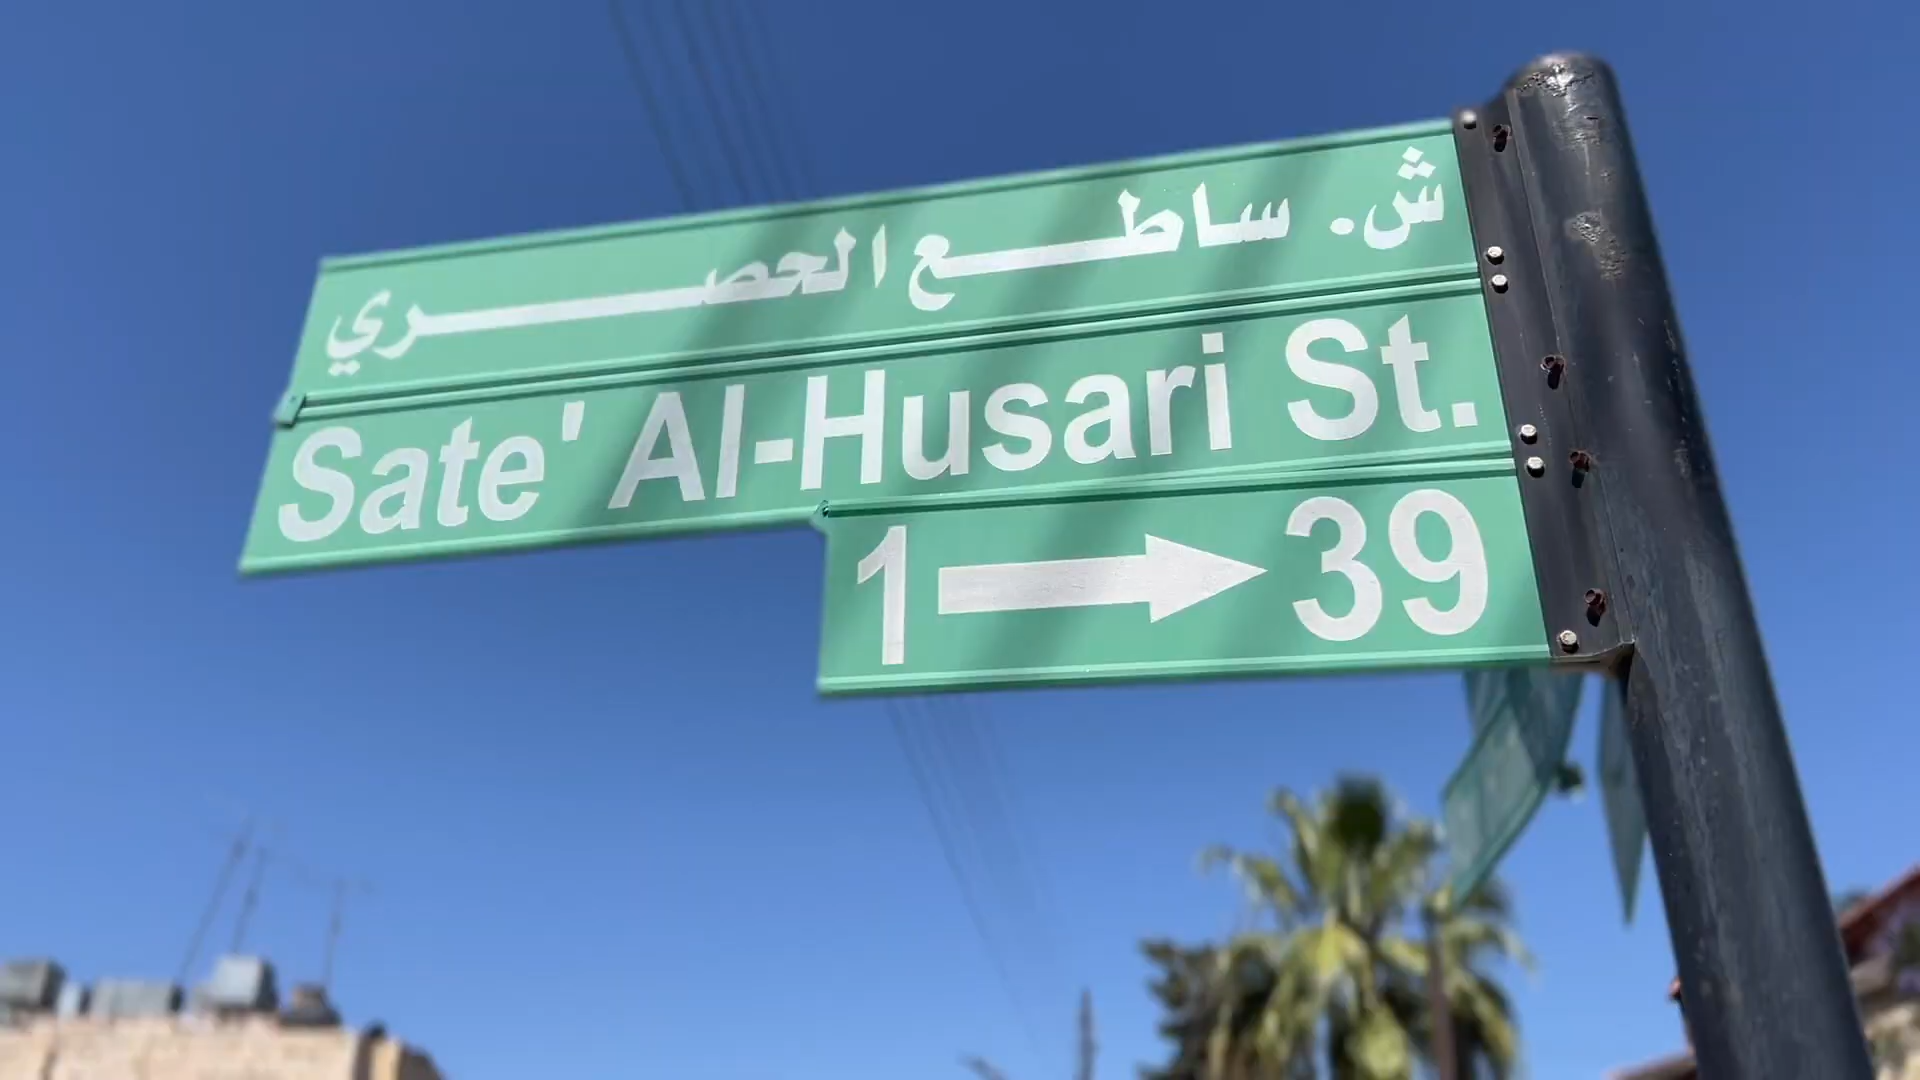 ش. ساطع الحصري
Sate' Al-Husari St.
1 → 39